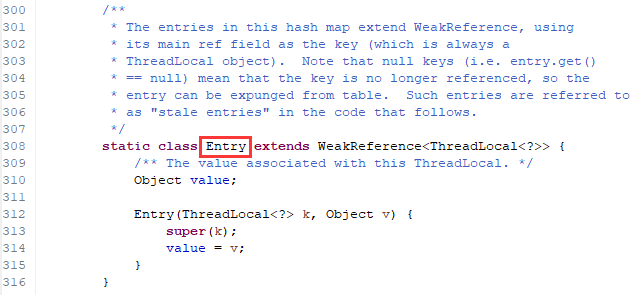 300 /**
301 * The entries in this hash map extend WeakReference, using
302 * its main ref field as the key (which is always a
303 * ThreadLocal object).  Note that null keys (i.e. entry.get()
304 * == null) mean that the key is no longer referenced, so the
305 * entry can be expunged from table.  Such entries are referred to
306 * as "stale entries" in the code that follows.
307 */
308 static class Entry extends WeakReference<ThreadLocal<?>> {
309 /** The value associated with this ThreadLocal. */
310 Object value;
311
312 Entry(ThreadLocal<?> k, Object v) {
313 super(k);
314 value = v;
315 }
316 }